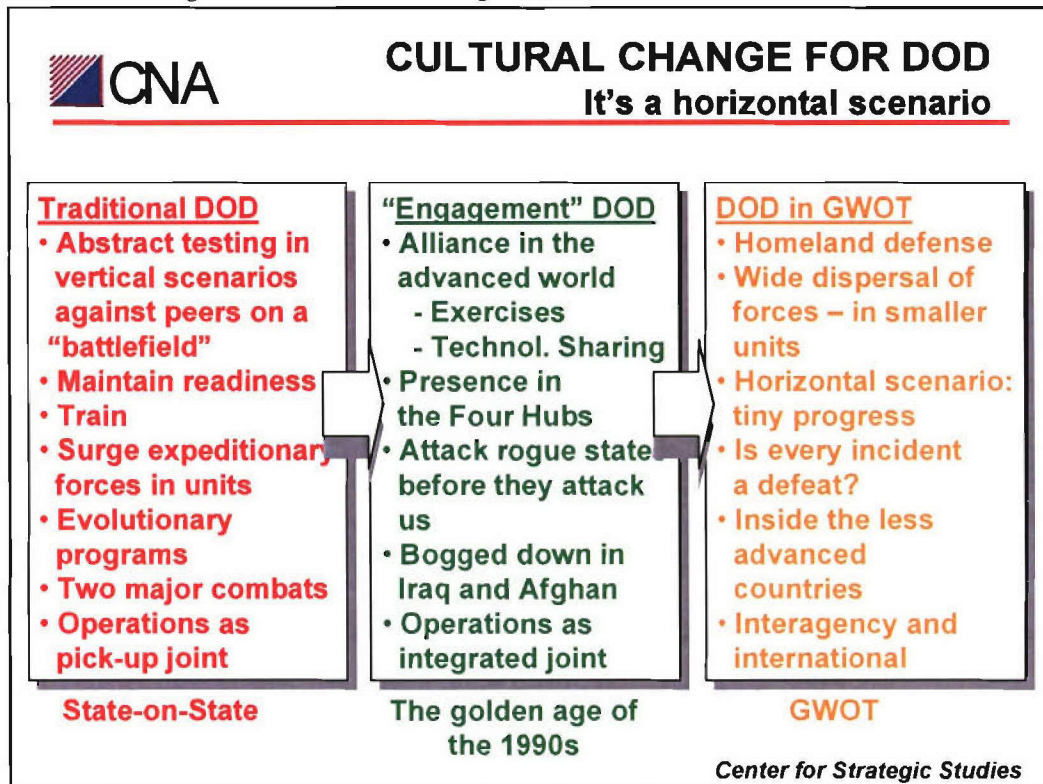 CNA
CULTURAL CHANGE FOR DOD
It's a horizontal scenario
Traditional DOD
• Abstract testing in
vertical scenarios
against peers on a
"battlefield"
• Maintain readiness
• Train
• Surge expeditionary
forces in units
• Evolutionary
programs
• Two major combats
• Operations as
pick-up joint
State-on-State
"Engagement" DOD
• Alliance in the
advanced world
- Exercises
- Technol. Sharing
• Presence in
the Four Hubs
• Attack rogue state
before they attack
us
• Bogged down in
Iraq and Afghan
• Operations as
integrated joint
The golden age of
the 1990s
DOD in GWOT
• Homeland defense
• Wide dispersal of
forces – in smaller
units
• Horizontal scenario:
tiny progress
• Is every incident
a defeat?
• Inside the less
advanced
countries
• Interagency and
international
GWOT
Center for Strategic Studies